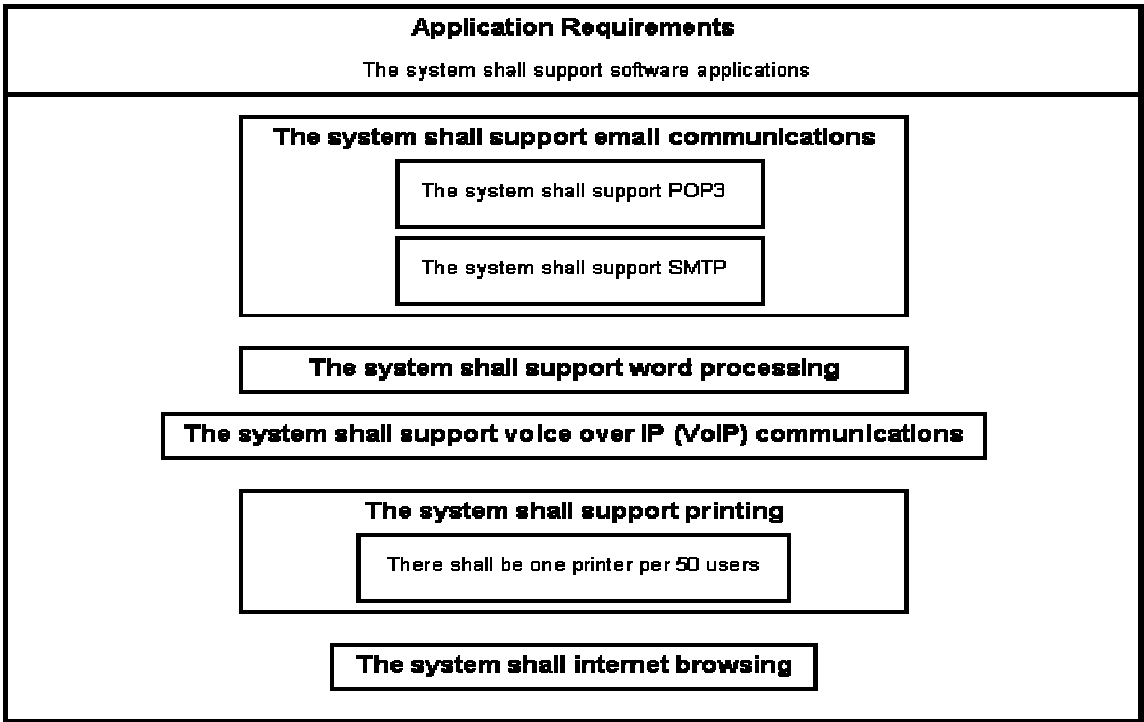 Application Requirements
The system shall support software applications
The system shall support email communications
The system shall support POP3
The system shall support SMTP
The system shall support word processing
The system shall support voice over IP (VoIP) communications
The system shall support printing
There shall be one printer per 50 users
The system shall internet browsing